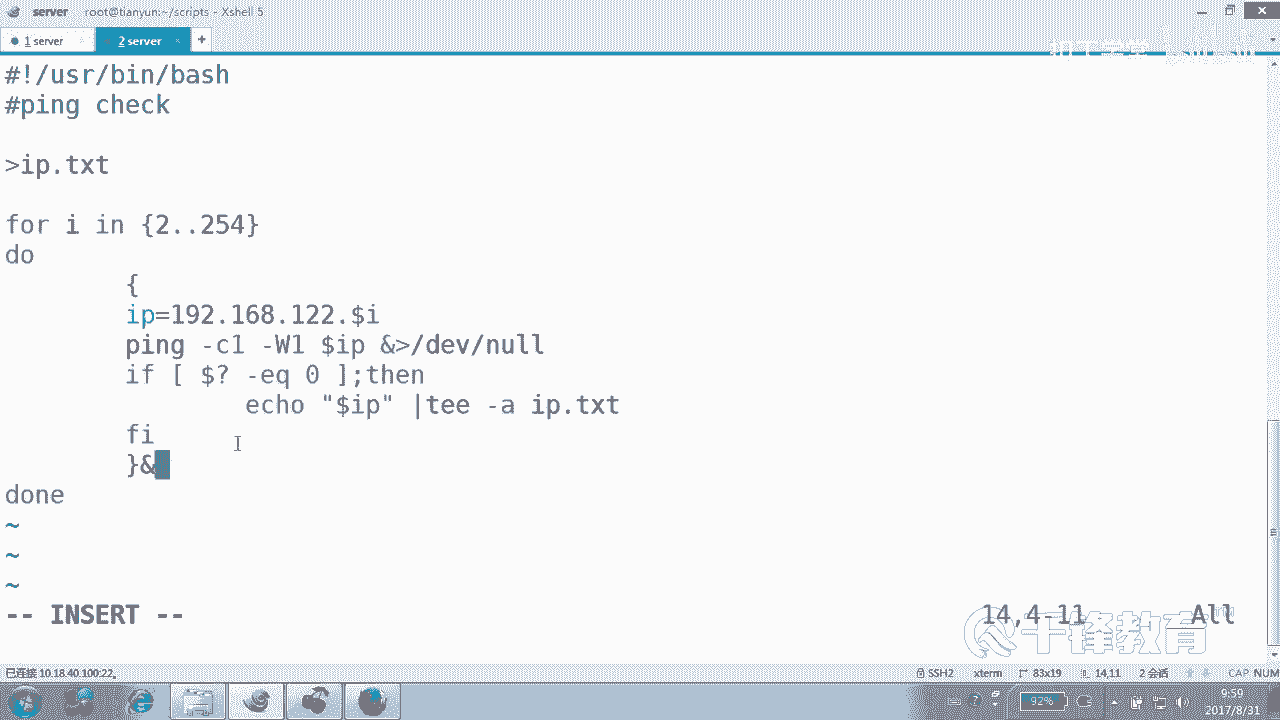 server root@tianyun:~/scripts - Xshell 5
1 server 2 server +
#!/usr/bin/bash
#ping check
>ip.txt
for i in {2..254}
do
{
ip=192.168.122.$i
ping -c1 -W1 $ip &>/dev/null
if [ $? -eq 0 ];then
echo "$ip" |tee -a ip.txt
fi
}&
done
~
~
~
-- INSERT -- 14,4-11 All
千锋教育
已连接 10.18.40.100:22。 SSH2 xterm 83x19 14,11 2 会话 CAP NUM
92% 9:59
2017/8/31